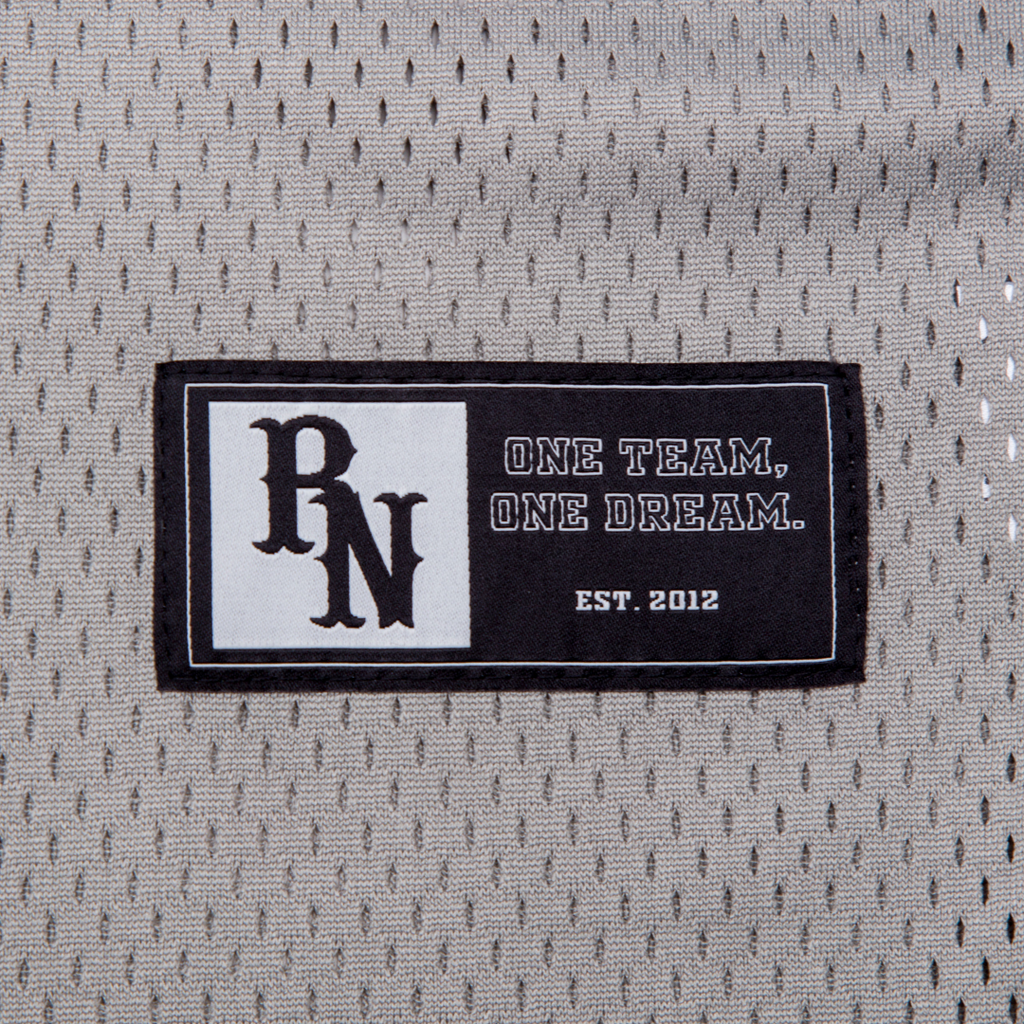 RN
ONE TEAM,
ONE DREAM.
EST. 2012